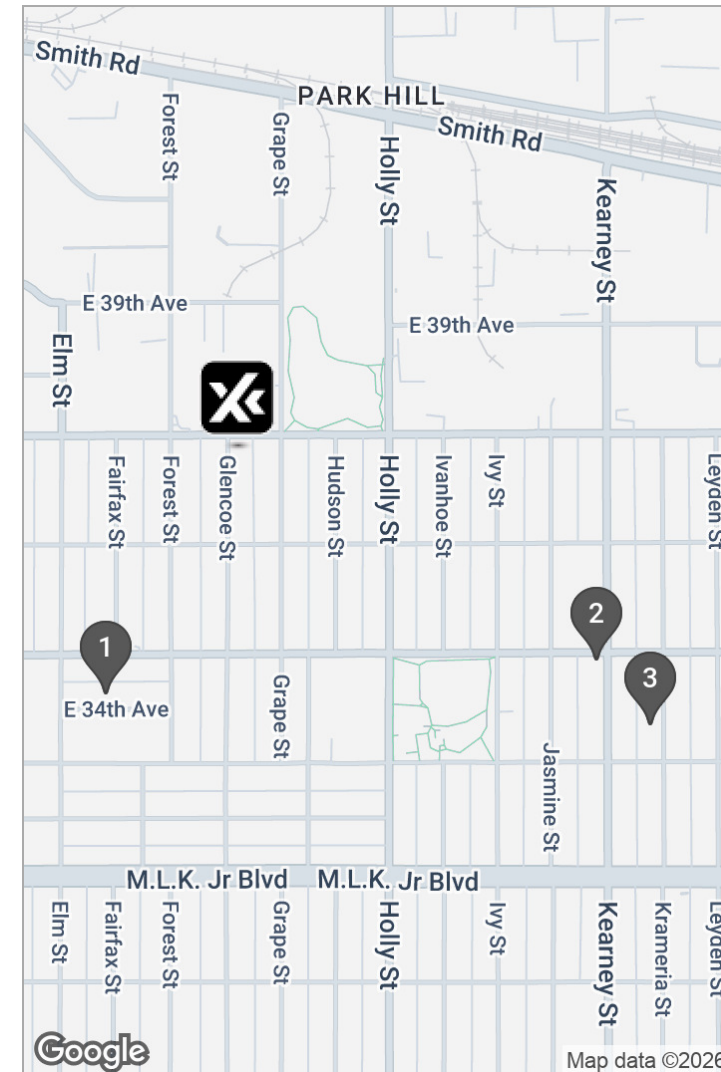 Smith Rd
PARK HILL
Smith Rd
Forest St
Grape St
Holly St
Kearney St
E 39th Ave
E 39th Ave
Elm St
Fairfax St
Forest St
Glencoe St
Hudson St
Holly St
Ivanhoe St
Ivy St
Leyden St
1
2
3
E 34th Ave
Grape St
Jasmine St
M.L.K. Jr Blvd
M.L.K. Jr Blvd
Elm St
Fairfax St
Forest St
Grape St
Holly St
Ivy St
Kearney St
Krameria St
Leyden St
Google
Map data ©2026